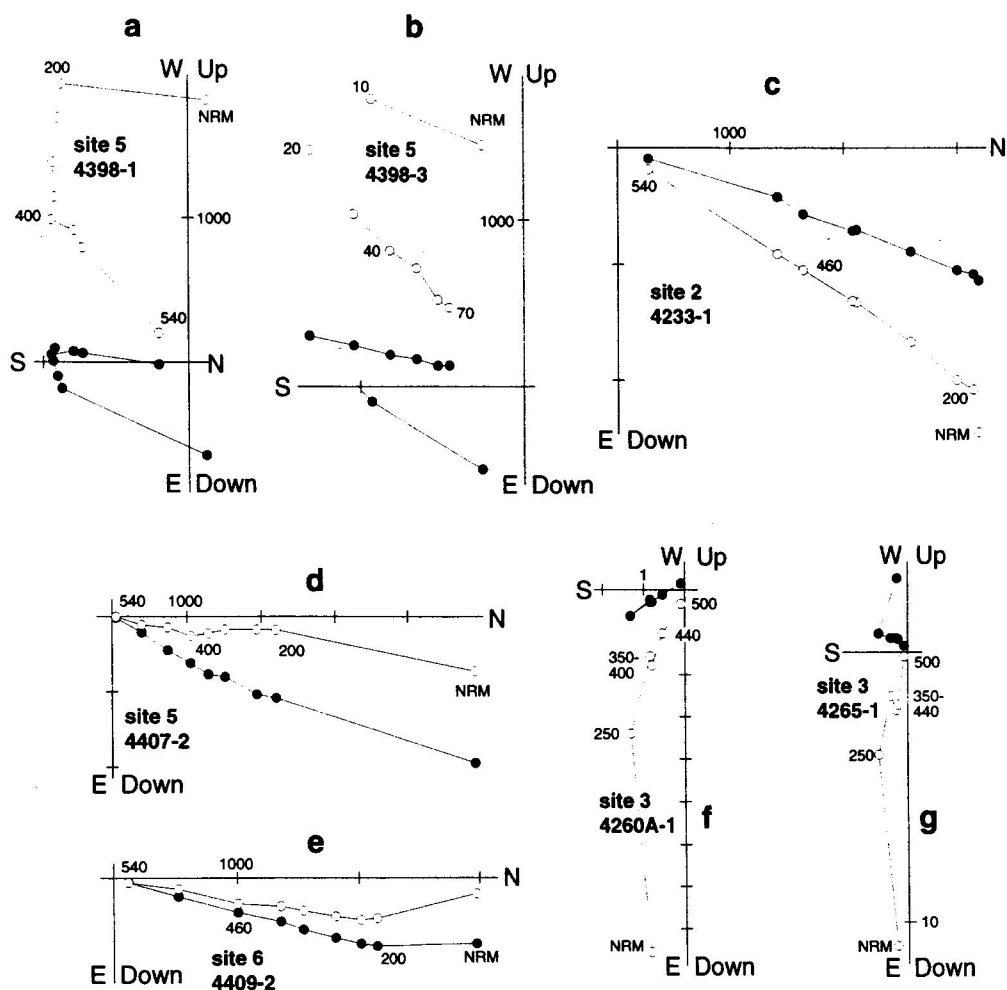 a
W Up
200
NRM
site 5
4398-1
400
1000
540
S
N
E Down
b
W Up
10
NRM
20
site 5
4398-3
1000
40
70
S
E Down
c
1000
N
540
460
site 2
4233-1
200
NRM
E Down
d
540
1000
N
400
200
NRM
site 5
4407-2
E Down
e
540
1000
N
460
200
NRM
site 6
4409-2
E Down
W Up
1
S
500
440
350-
400
250
site 3
4260A-1
f
NRM
E Down
W Up
S
500
site 3
4265-1
350-
440
250
g
10
NRM
E Down